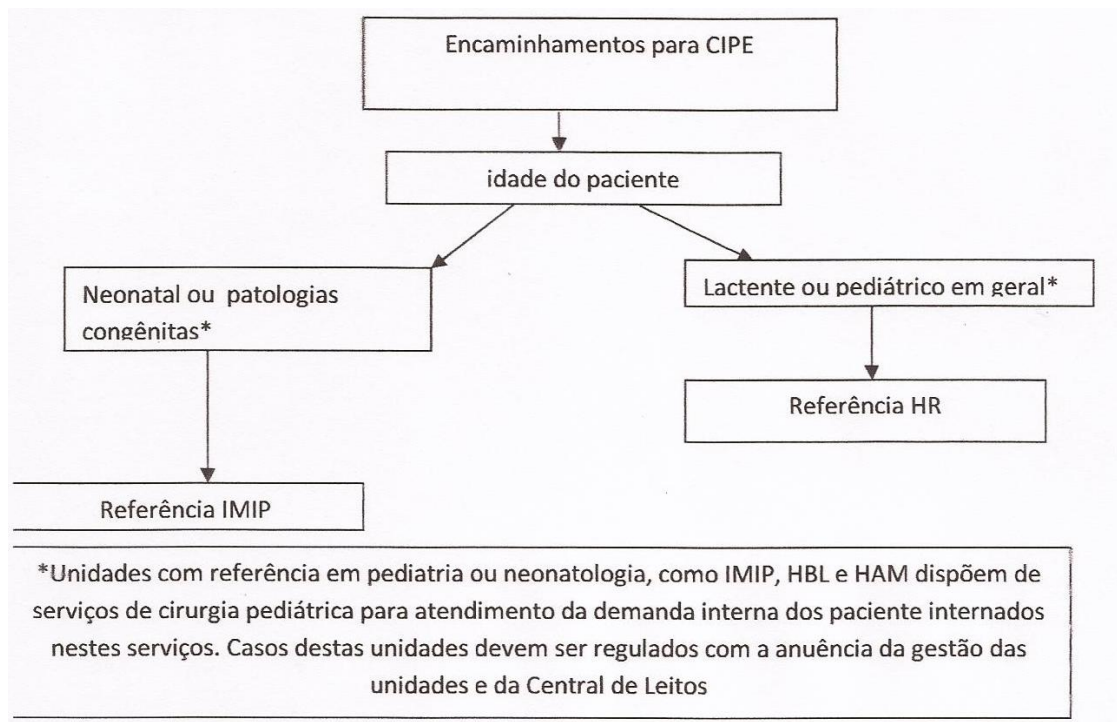 Encaminhamentos para CIPE
idade do paciente
Neonatal ou patologias
congênitas*
Lactente ou pediátrico em geral*
Referência HR
Referência IMIP
*Unidades com referência em pediatria ou neonatologia, como IMIP, HBL e HAM dispõem de
serviços de cirurgia pediátrica para atendimento da demanda interna dos paciente internados
nestes serviços. Casos destas unidades devem ser regulados com a anuência da gestão das
unidades e da Central de Leitos